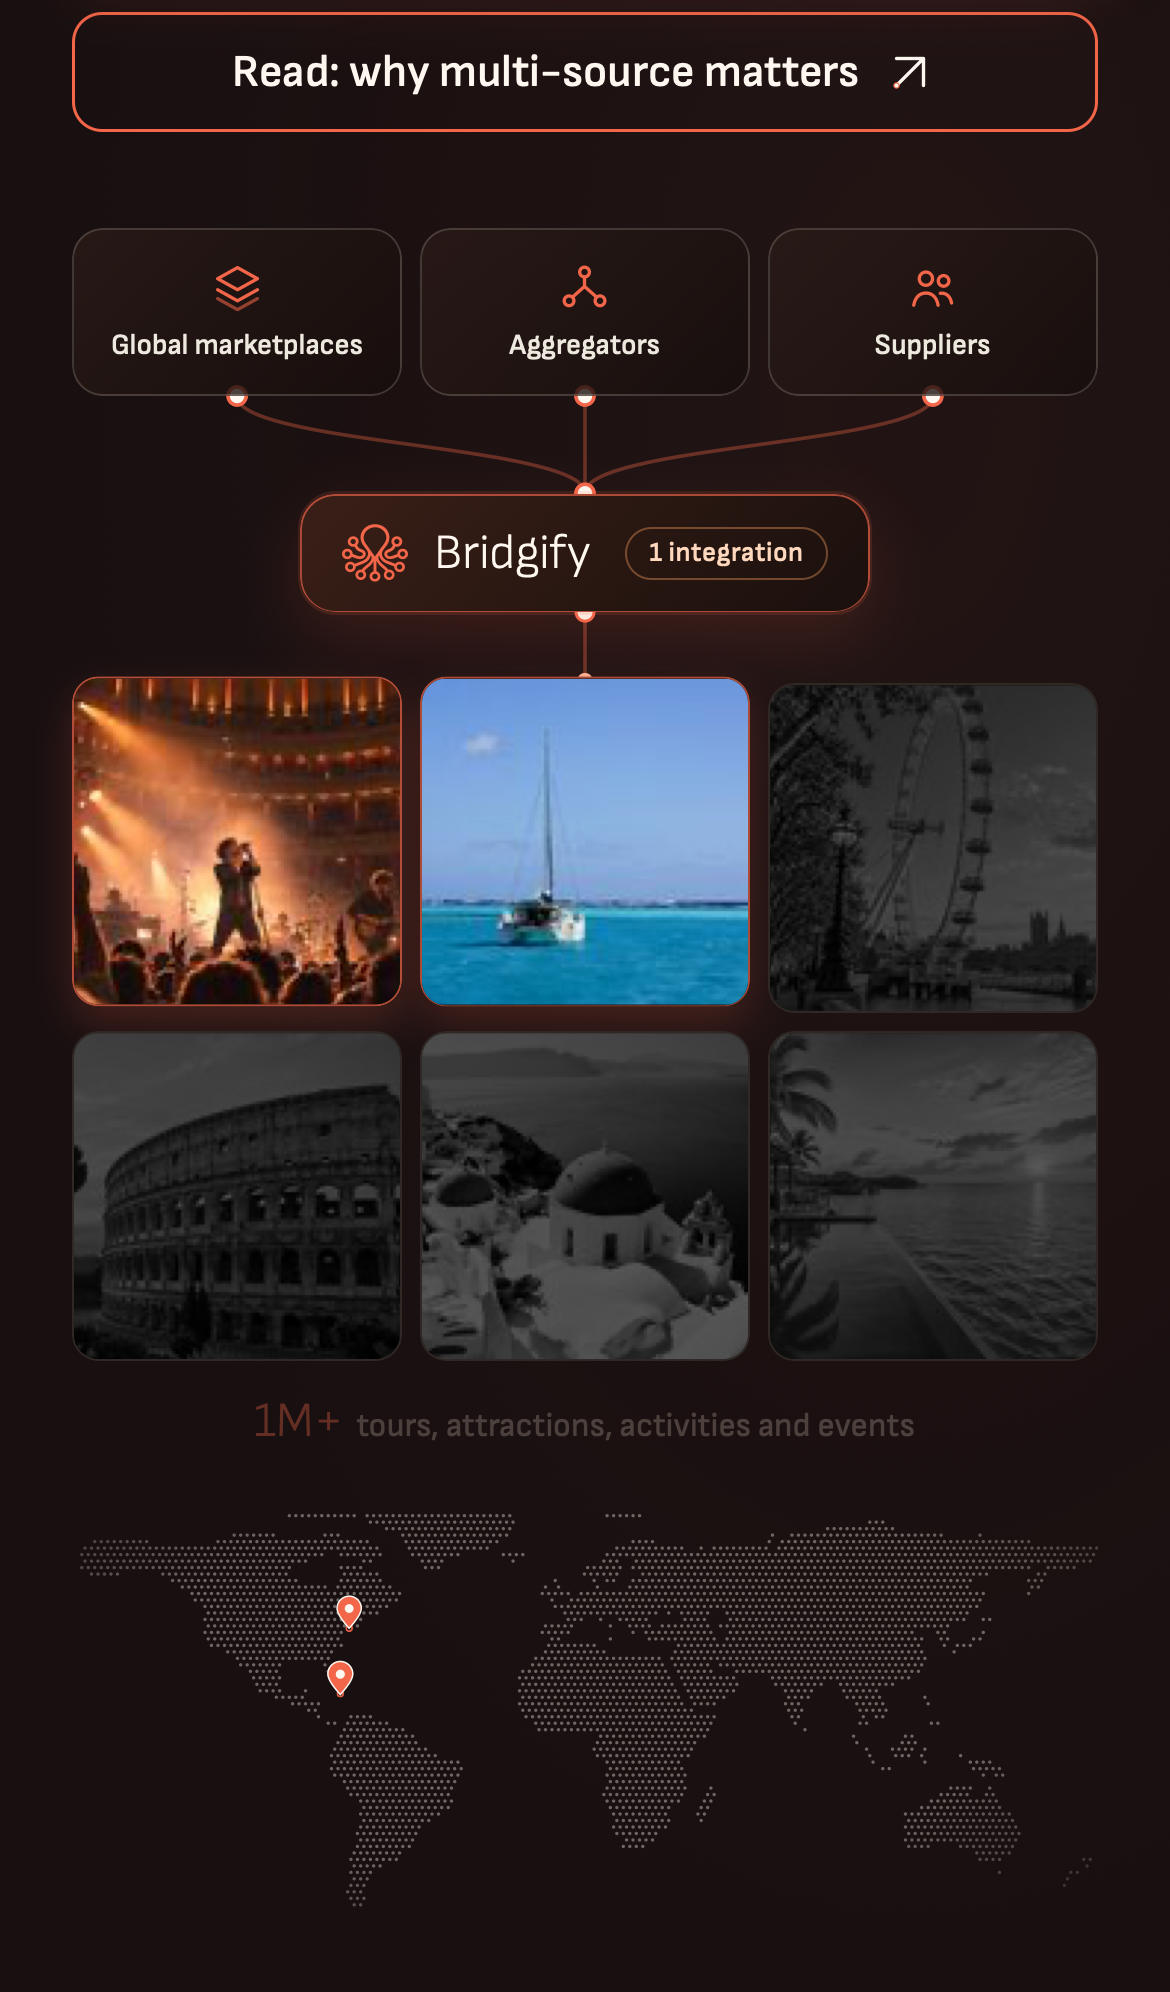 Read: why multi-source matters
Global marketplaces
Aggregators
Suppliers
Bridgify
1 integration
1M+ tours, attractions, activities and events